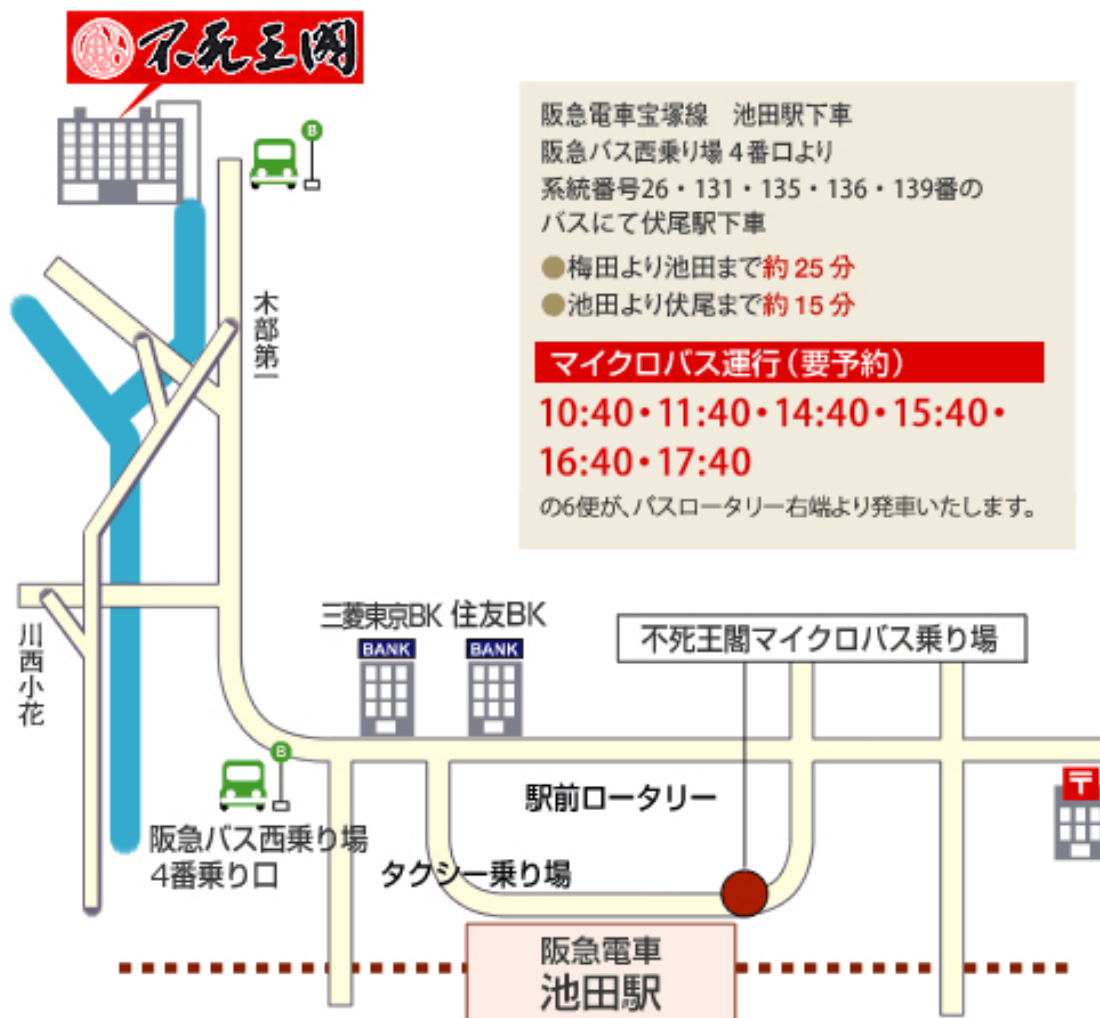 不死王閣
B
阪急電車宝塚線 池田駅下車
阪急バス西乗り場 4番口より
系統番号26・131・135・136・139番の
バスにて伏尾駅下車
●梅田より池田まで約25分
●池田より伏尾まで約15分
マイクロバス運行(要予約)
10:40・11:40・14:40・15:40・
16:40・17:40
の6便が、バスロータリー右端より発車いたします。
木部第一
川西小花
三菱東京BK
住友BK
BANK
BANK
不死王閣マイクロバス乗り場
B
阪急バス西乗り場
4番乗り口
駅前ロータリー
タクシー乗り場
〒
阪急電車
池田駅